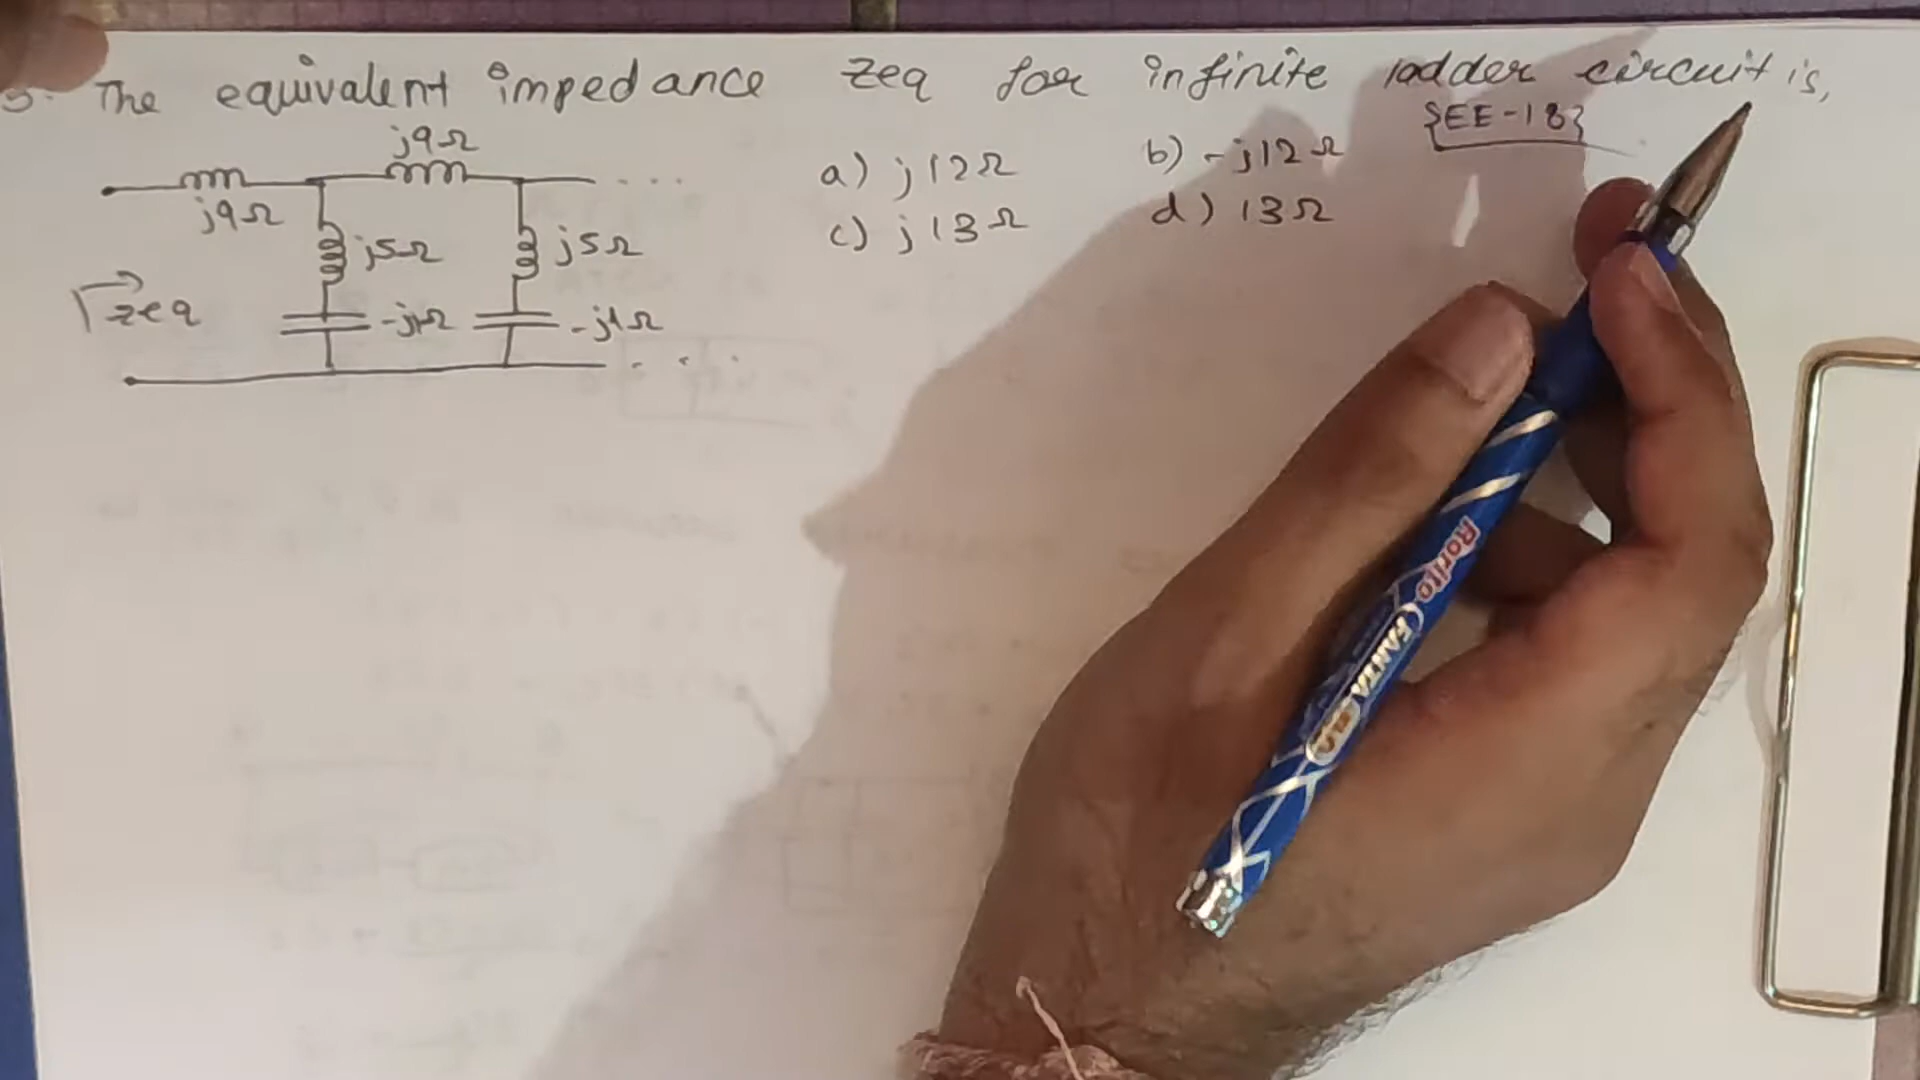 The equivalent impedance zeq for infinite ladder circuit is,
{EE-18}
j9Ω
j9Ω
j5Ω
j5Ω
-j1Ω
-j1Ω
zeq
a) j12Ω
b) -j12Ω
c) j13Ω
d) 13Ω
Rorito
FANTA